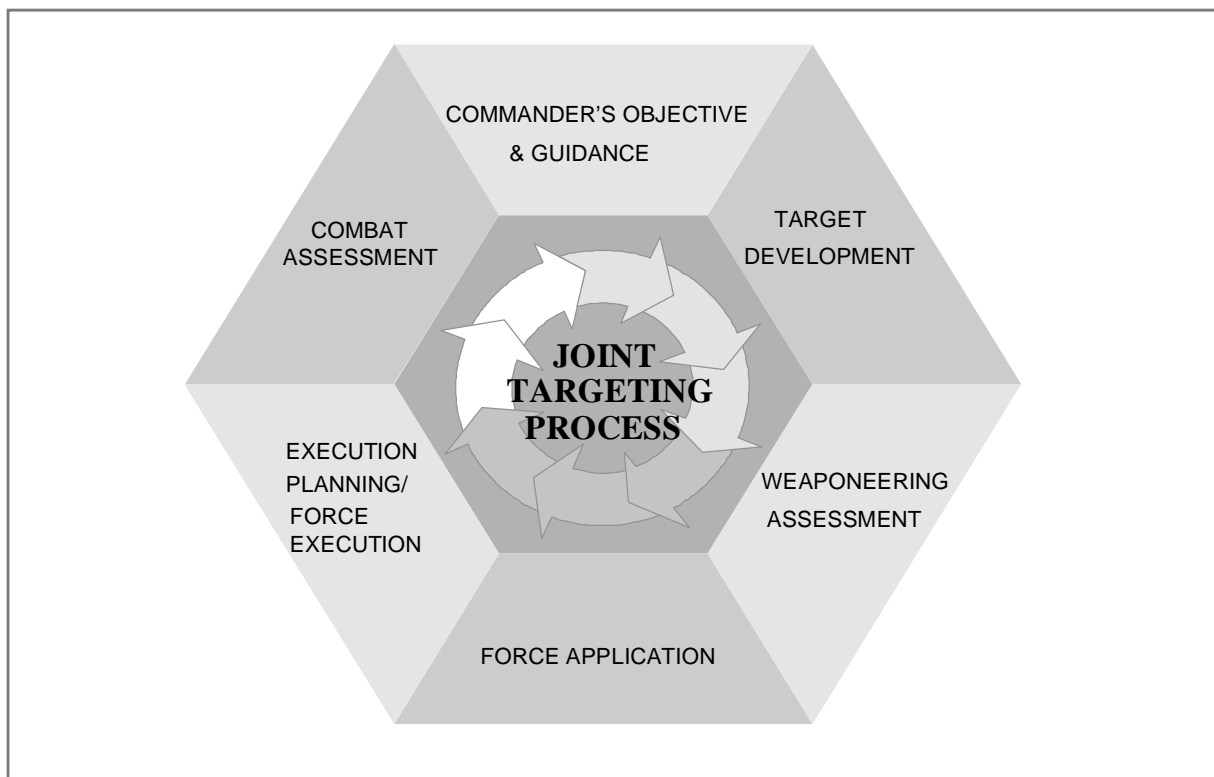 COMMANDER'S OBJECTIVE
& GUIDANCE
TARGET
DEVELOPMENT
WEAPONEERING
ASSESSMENT
FORCE APPLICATION
EXECUTION
PLANNING/
FORCE
EXECUTION
COMBAT
ASSESSMENT
JOINT
TARGETING
PROCESS